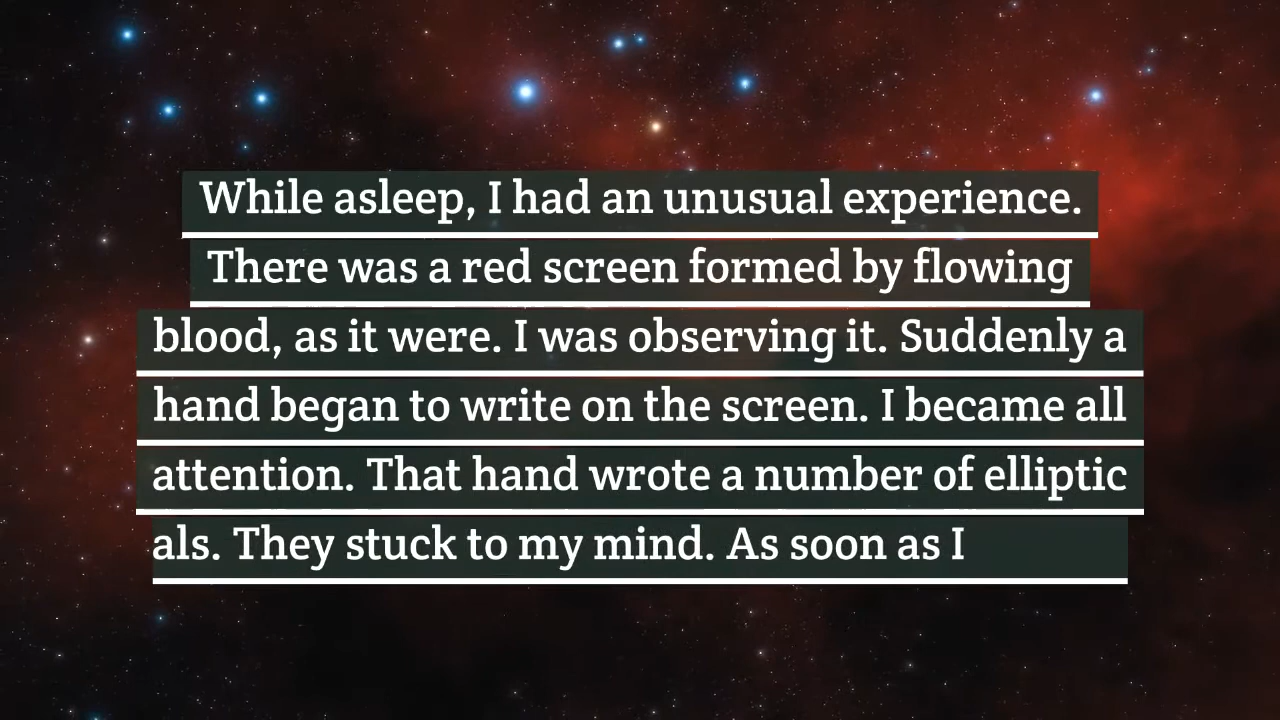 While asleep, I had an unusual experience.
There was a red screen formed by flowing
blood, as it were. I was observing it. Suddenly a
hand began to write on the screen. I became all
attention. That hand wrote a number of elliptic
als. They stuck to my mind. As soon as I